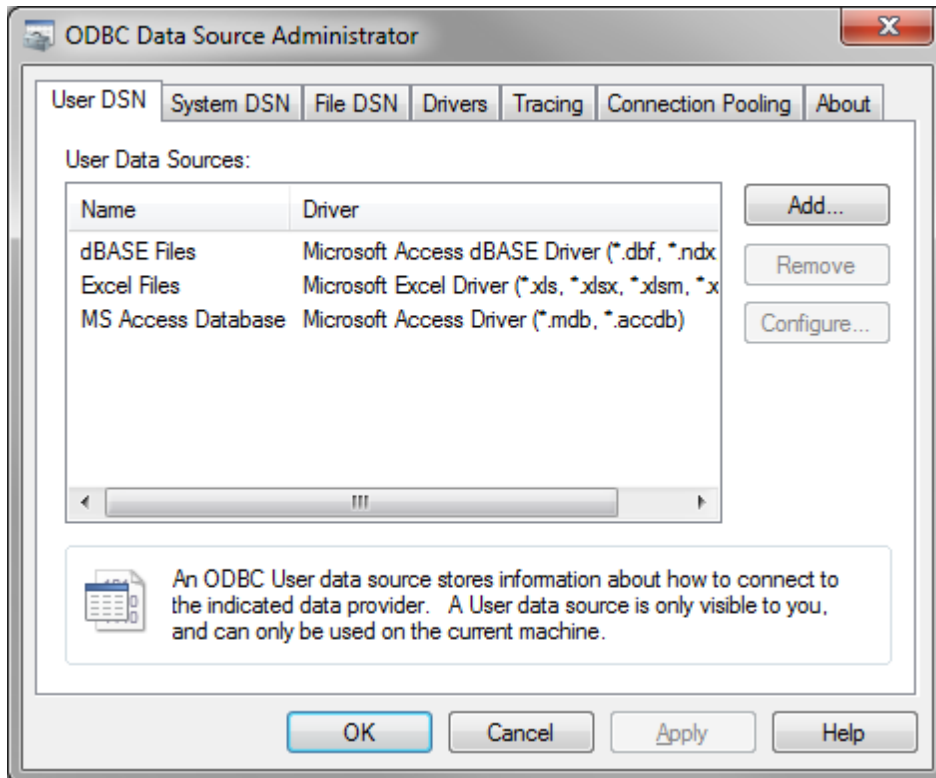 ODBC Data Source Administrator
User DSN System DSN File DSN Drivers Tracing Connection Pooling About
User Data Sources:
Name Driver
dBASE Files Microsoft Access dBASE Driver (*.dbf, *.ndx
Excel Files Microsoft Excel Driver (*.xls, *.xlsx, *.xlsm, *.x
MS Access Database Microsoft Access Driver (*.mdb, *.accdb)
Add...
Remove
Configure...
An ODBC User data source stores information about how to connect to
the indicated data provider. A User data source is only visible to you,
and can only be used on the current machine.
OK Cancel Apply Help